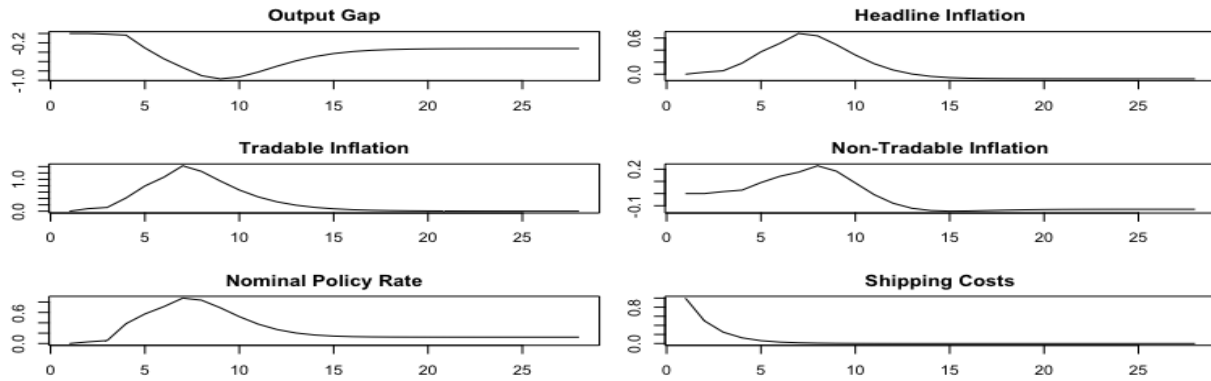 Output Gap
-0.2
-1.0
0 5 10 15 20 25
Headline Inflation
0.6
0.0
0 5 10 15 20 25
Tradable Inflation
1.0
0.0
0 5 10 15 20 25
Non-Tradable Inflation
0.2
-0.1
0 5 10 15 20 25
Nominal Policy Rate
0.6
0.0
0 5 10 15 20 25
Shipping Costs
0.8
0.0
0 5 10 15 20 25